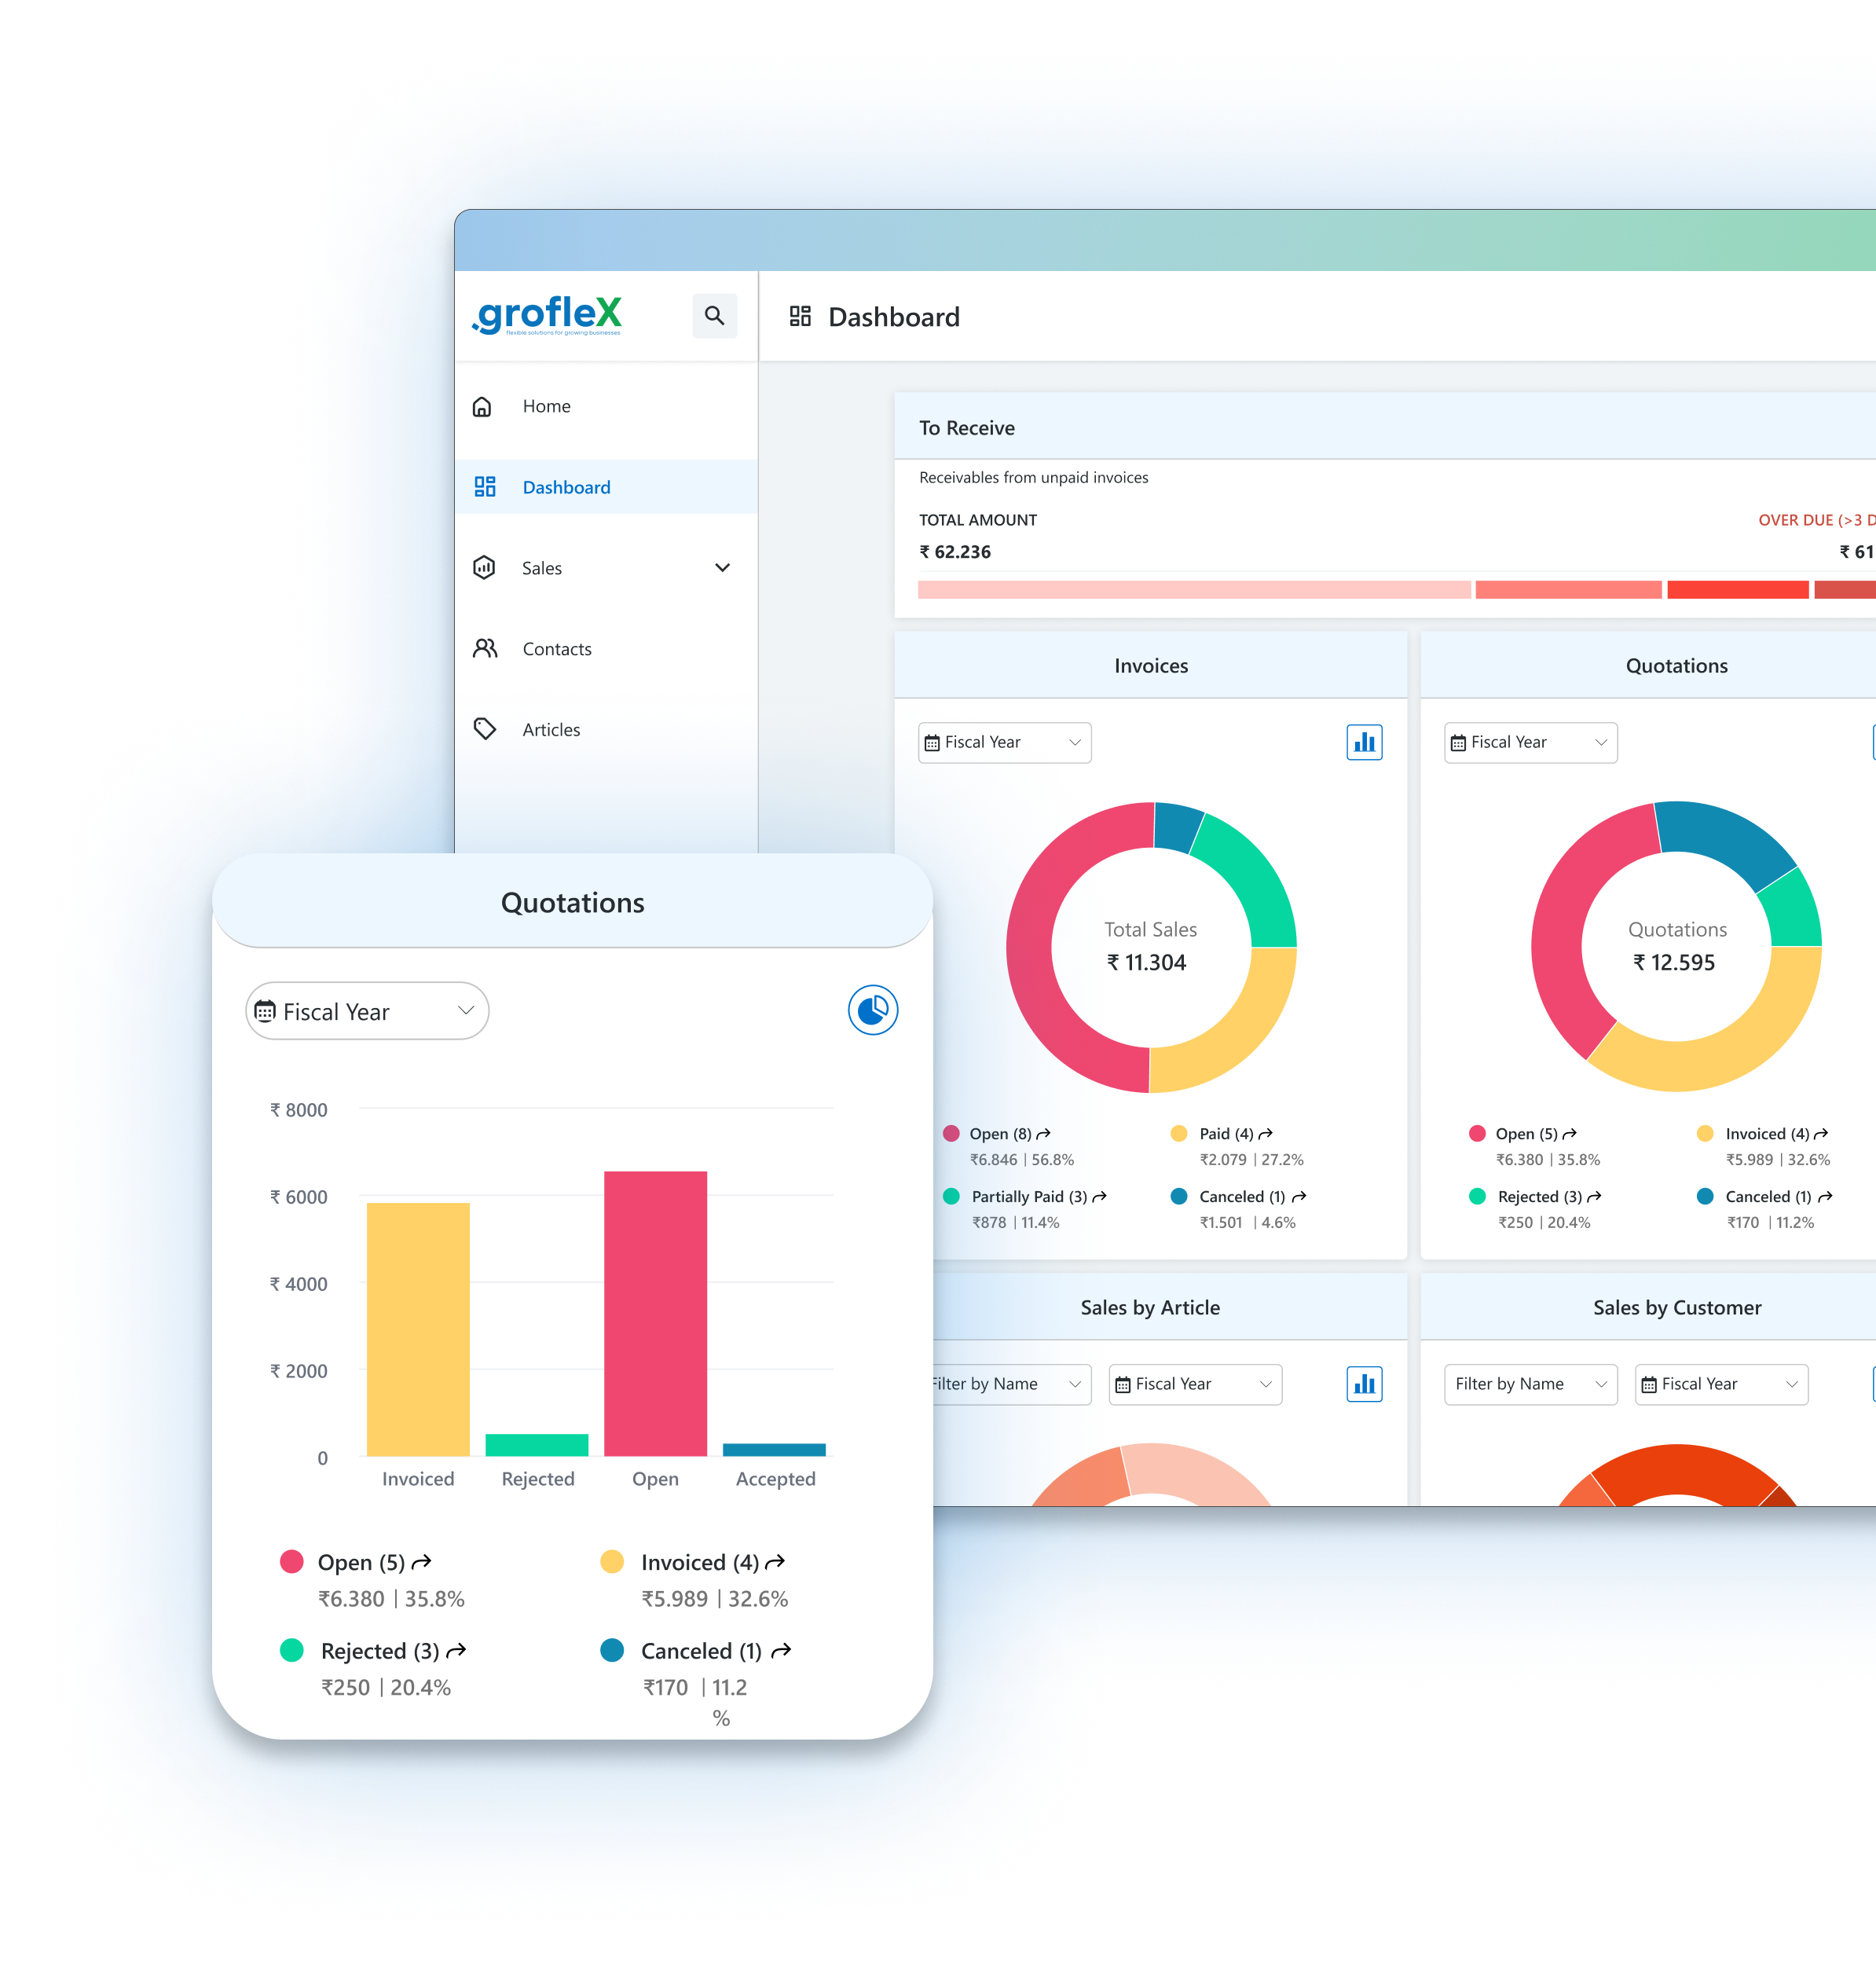 .grofleX
flexible solutions for growing businesses
Dashboard
Home
Dashboard
Sales
Contacts
Articles
To Receive
Receivables from unpaid invoices
TOTAL AMOUNT
OVER DUE (>3 D
₹ 62.236
₹ 61
Invoices
Fiscal Year
Total Sales
₹ 11.304
Open (8)
₹6.846 | 56.8%
Paid (4)
₹2.079 | 27.2%
Partially Paid (3)
₹878 | 11.4%
Canceled (1)
₹1.501 | 4.6%
Quotations
Fiscal Year
Quotations
₹ 12.595
Open (5)
₹6.380 | 35.8%
Invoiced (4)
₹5.989 | 32.6%
Rejected (3)
₹250 | 20.4%
Canceled (1)
₹170 | 11.2%
Sales by Article
Filter by Name
Fiscal Year
Sales by Customer
Filter by Name
Fiscal Year
Quotations
Fiscal Year
₹ 8000
₹ 6000
₹ 4000
₹ 2000
0
Invoiced
Rejected
Open
Accepted
Open (5)
₹6.380 | 35.8%
Invoiced (4)
₹5.989 | 32.6%
Rejected (3)
₹250 | 20.4%
Canceled (1)
₹170 | 11.2
%